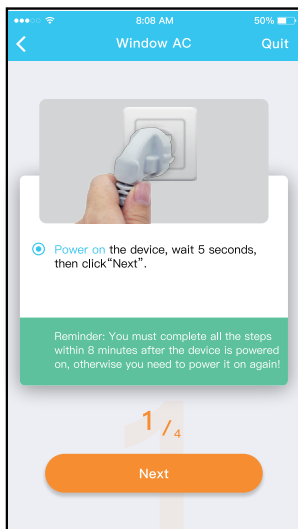 8:08 AM
50%
Window AC
Quit
Power on the device, wait 5 seconds,
then click“Next”.
Reminder: You must complete all the steps
within 8 minutes after the device is powered
on, otherwise you need to power it on again!
1 / 4
Next